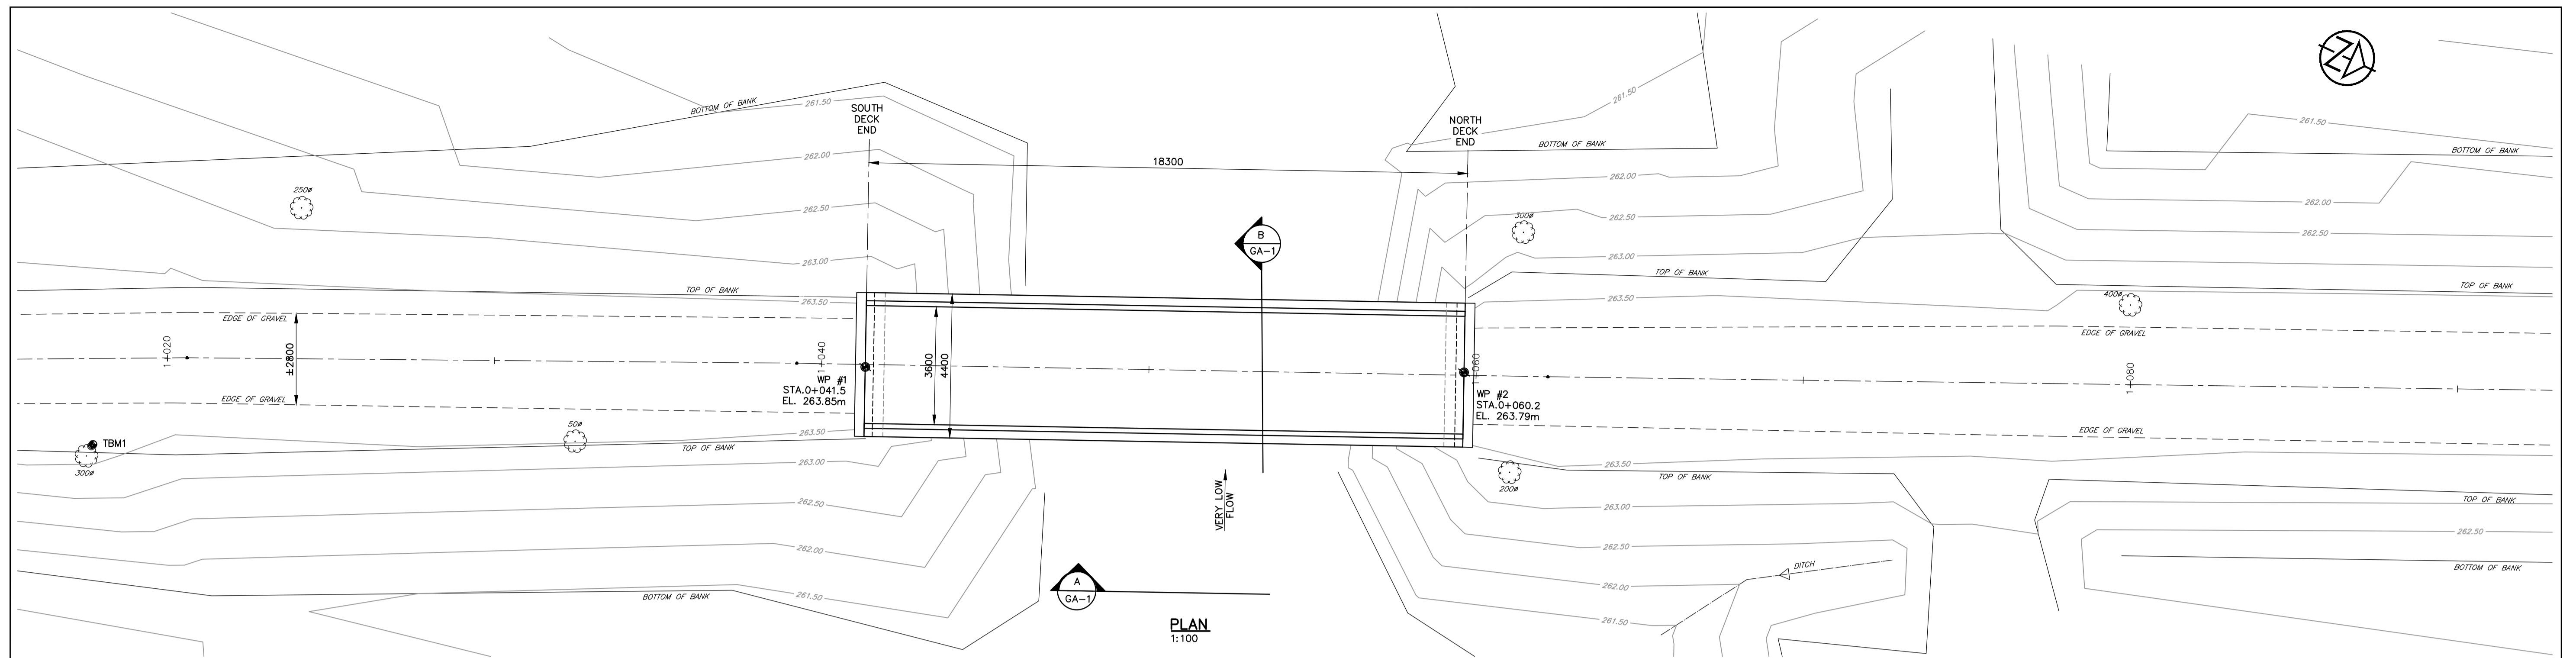 BOTTOM OF BANK
261.50
SOUTH
DECK
END
NORTH
DECK
END
261.50
BOTTOM OF BANK
261.50
BOTTOM OF BANK
N
262.00
18300
262.00
262.00
250ø
262.50
300ø
262.50
262.50
B
GA-1
263.00
263.00
TOP OF BANK
TOP OF BANK
TOP OF BANK
263.50
263.50
400ø
EDGE OF GRAVEL
EDGE OF GRAVEL
1+020
±2800
1+040
3600
4400
1+060
1+080
WP #1
STA.0+041.5
EL. 263.85m
WP #2
STA.0+060.2
EL. 263.79m
EDGE OF GRAVEL
EDGE OF GRAVEL
TBM1
300ø
50ø
263.50
TOP OF BANK
263.00
263.50
TOP OF BANK
200ø
TOP OF BANK
262.50
263.00
262.50
VERY LOW
FLOW
262.00
262.50
DITCH
BOTTOM OF BANK
A
GA-1
262.00
261.50
BOTTOM OF BANK
261.50
PLAN
1:100